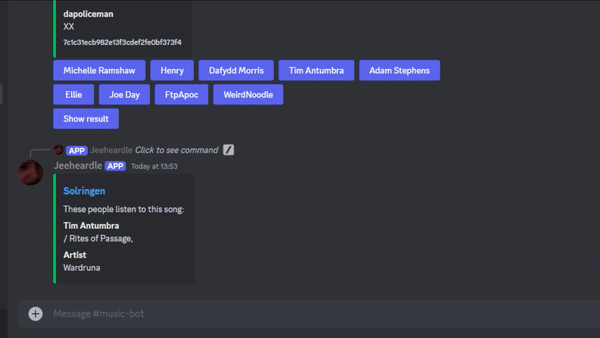 dapoliceman
XX
7c1c31ecb982e13f3cdef2fe0bf373f4
Michelle Ramshaw Henry Dafydd Morris Tim Antumbra Adam Stephens
Ellie Joe Day FtpApoc WeirdNoodle
Show result
APP Jeeheardle Click to see command
Jeeheardle APP Today at 13:53
Solringen
These people listen to this song:
Tim Antumbra
/ Rites of Passage,
Artist
Wardruna
Message #music-bot